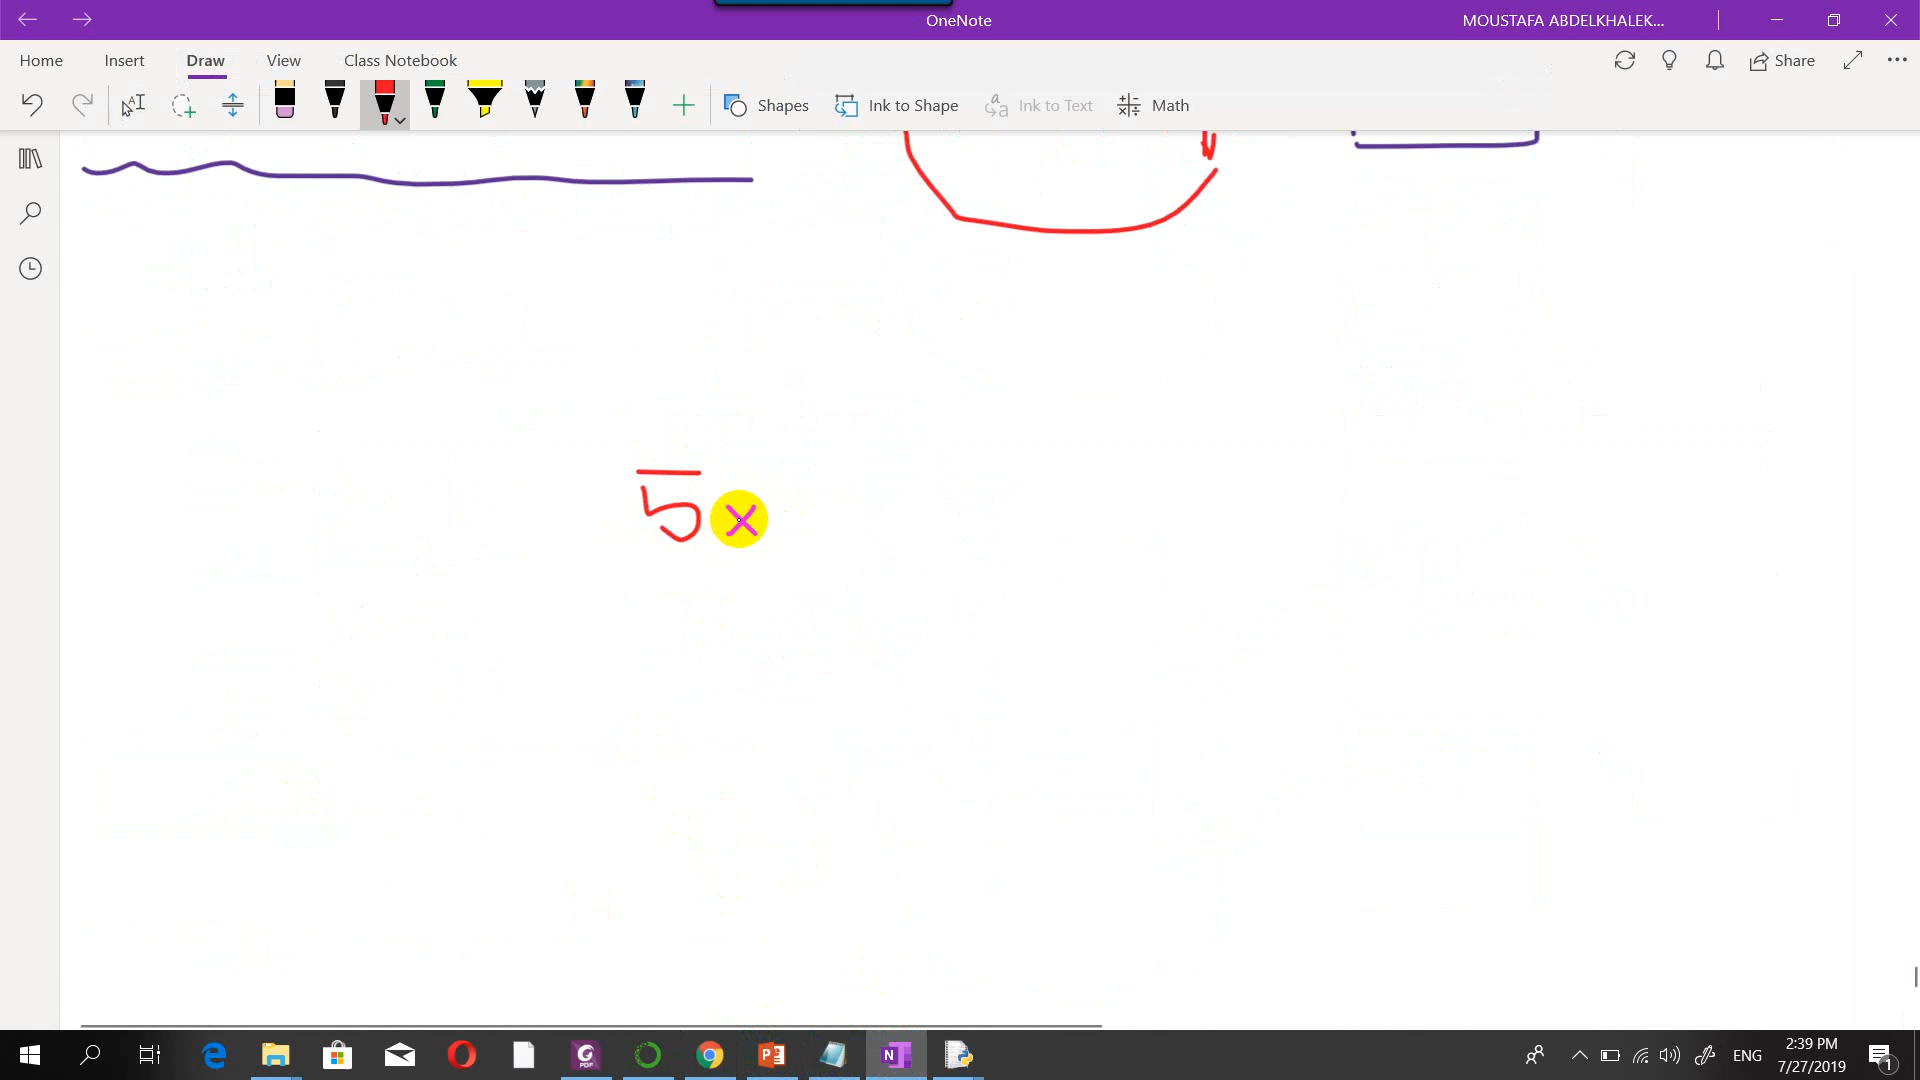 OneNote
MOUSTAFA ABDELKHALEK...
Home Insert Draw View Class Notebook
Share
Shapes Ink to Shape Ink to Text Math
5 ×
ENG
2:39 PM
7/27/2019
1